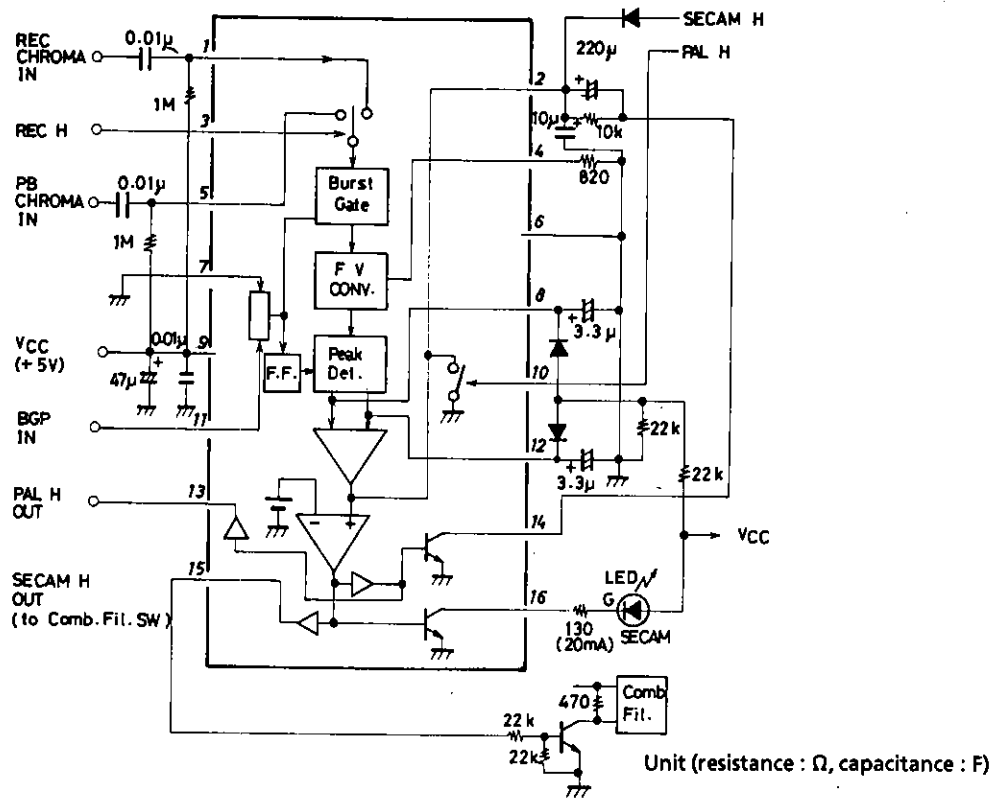 REC
CHROMA
IN
0.01μ
1
1M
REC H
3
PB
CHROMA
IN
0.01μ
5
1M
7
VCC
(+5V)
0.01μ
9
+
47μ
BGP
IN
11
PAL H
OUT
13
SECAM H
OUT
(to Comb. Fil. SW)
15
Burst
Gate
F V
CONV.
Peak
Det.
F.F.
-
+
SECAM H
PAL H
220μ
+
2
10μ
+
10k
4
820
6
8
+
3.3μ
10
22k
12
+
3.3μ
22k
14
VCC
16
LED
G
130
(20mA)
SECAM
470
Comb
Fil.
22k
22k
Unit (resistance : Ω, capacitance : F)